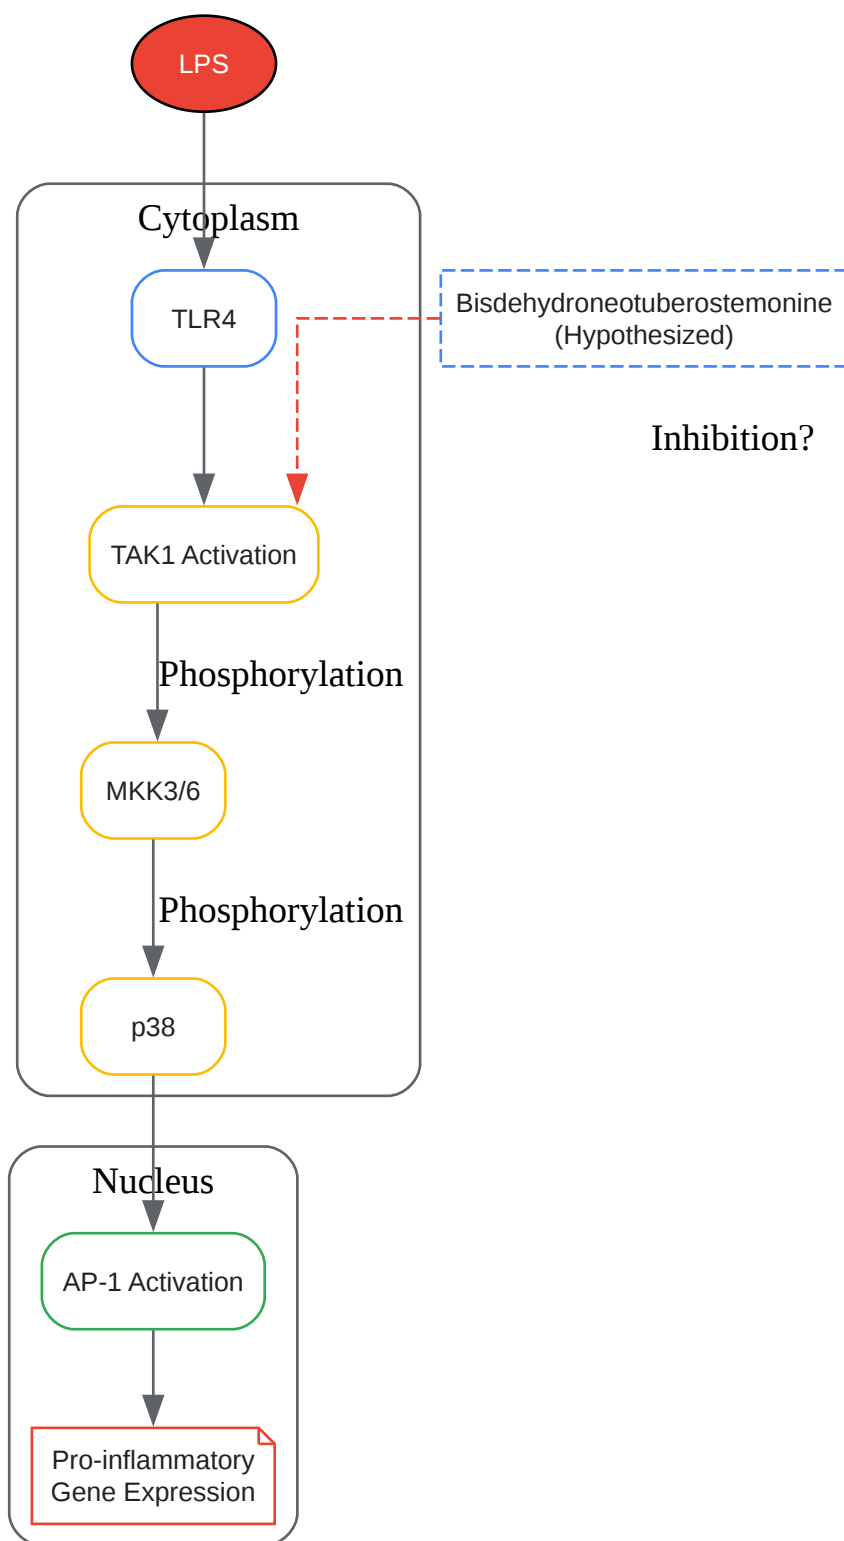 LPS
Cytoplasm
TLR4
Bisdehydroneotuberostemonine
(Hypothesized)
Inhibition?
TAK1 Activation
Phosphorylation
MKK3/6
Phosphorylation
p38
Nucleus
AP-1 Activation
Pro-inflammatory
Gene Expression